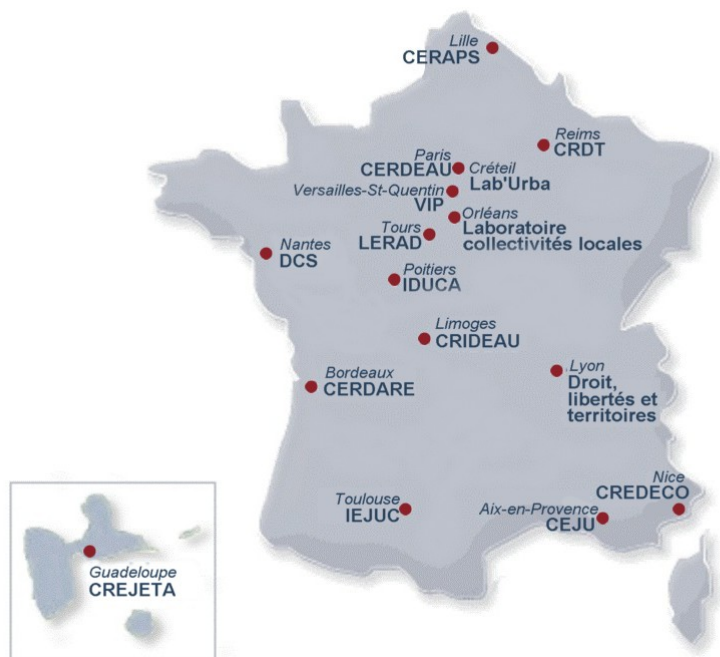 Lille
CERAPS
Reims
CRDT
Paris
CERDEAU
Créteil
Lab'Urba
Versailles-St-Quentin
VIP
Orléans
Laboratoire
collectivités locales
Tours
LERAD
Nantes
DCS
Poitiers
IDUCA
Limoges
CRIDEAU
Lyon
Droit,
libertés et
territoires
Bordeaux
CERDARE
Nice
CREDECO
Toulouse
IEJUC
Aix-en-Provence
CEJU
Guadeloupe
CREJETA